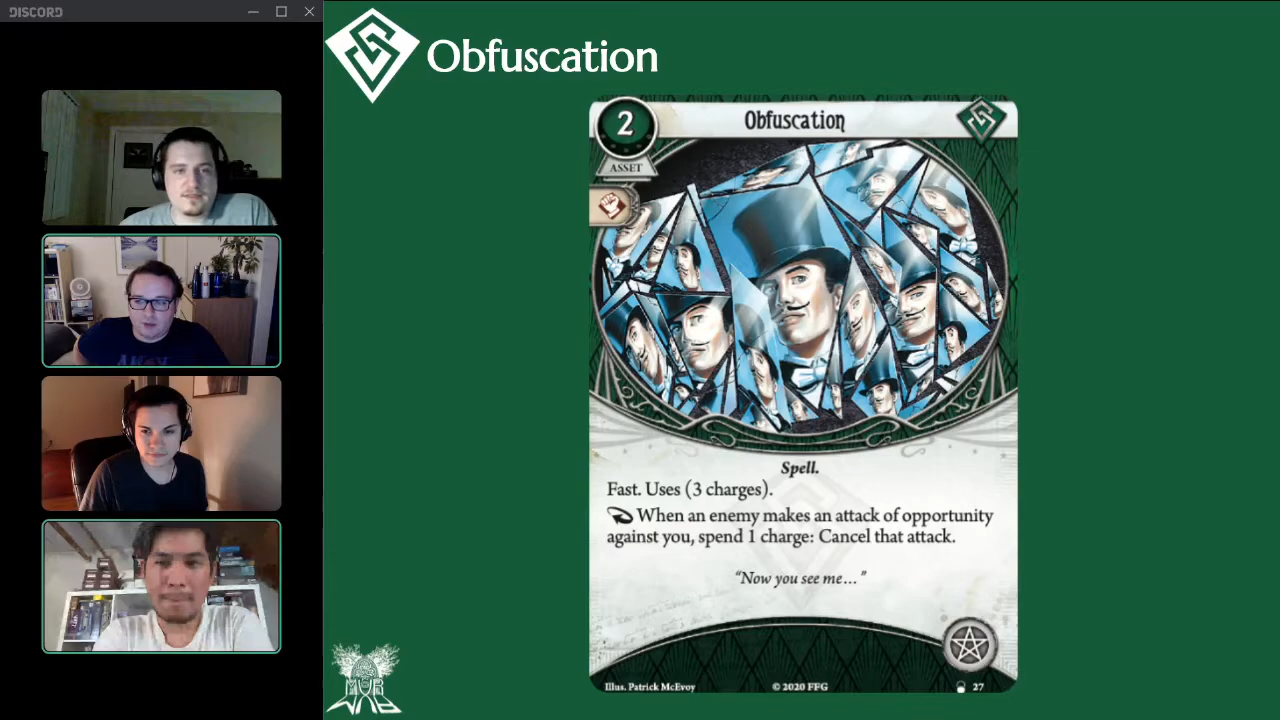 DISCORD
Obfuscation
2
Obfuscation
ASSET
Spell.
Fast. Uses (3 charges).
When an enemy makes an attack of opportunity
against you, spend 1 charge: Cancel that attack.
“Now you see me…”
Illus. Patrick McEvoy © 2020 FFG 27